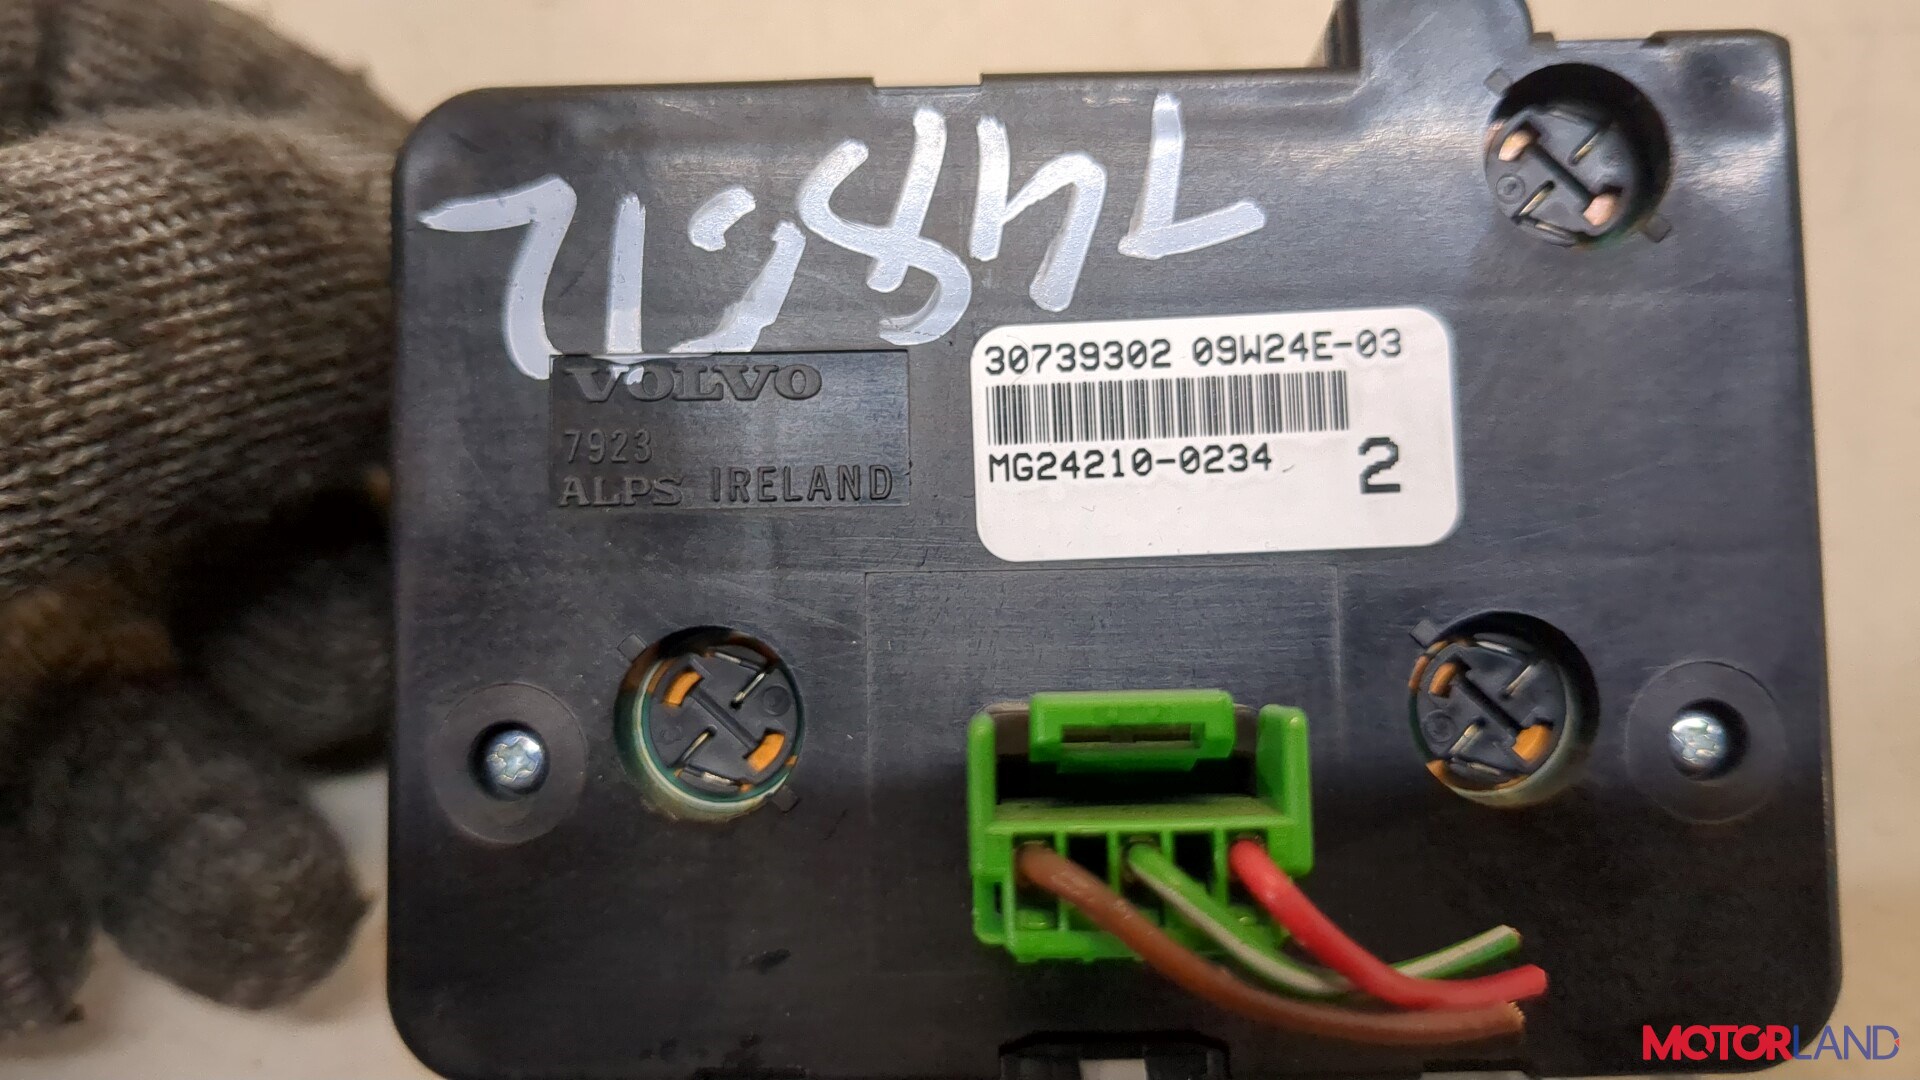 30739302 09W24E-03
MG24210-0234
2
VOLVO
7923
ALPS IRELAND
MOTORLAND